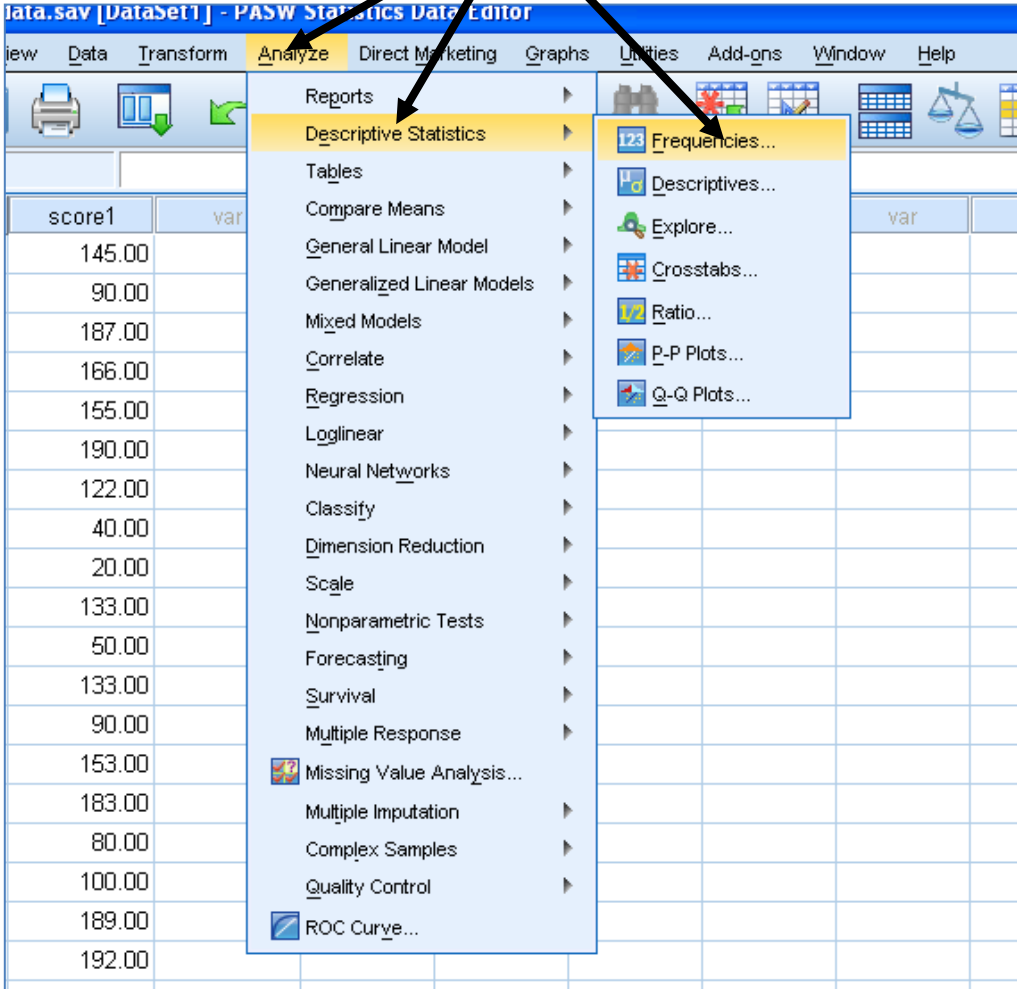 data.sav [DataSet1] - PASW Statistics Data Editor
iew Data Transform Analyze Direct Marketing Graphs Utilities Add-ons Window Help
Reports
Descriptive Statistics
Tables
Compare Means
General Linear Model
Generalized Linear Models
Mixed Models
Correlate
Regression
Loglinear
Neural Networks
Classify
Dimension Reduction
Scale
Nonparametric Tests
Forecasting
Survival
Multiple Response
Missing Value Analysis...
Multiple Imputation
Complex Samples
Quality Control
ROC Curve...
123 Frequencies...
μσ Descriptives...
Explore...
Crosstabs...
1/2 Ratio...
P-P Plots...
Q-Q Plots...
score1 var var
145.00
90.00
187.00
166.00
155.00
190.00
122.00
40.00
20.00
133.00
50.00
133.00
90.00
153.00
183.00
80.00
100.00
189.00
192.00